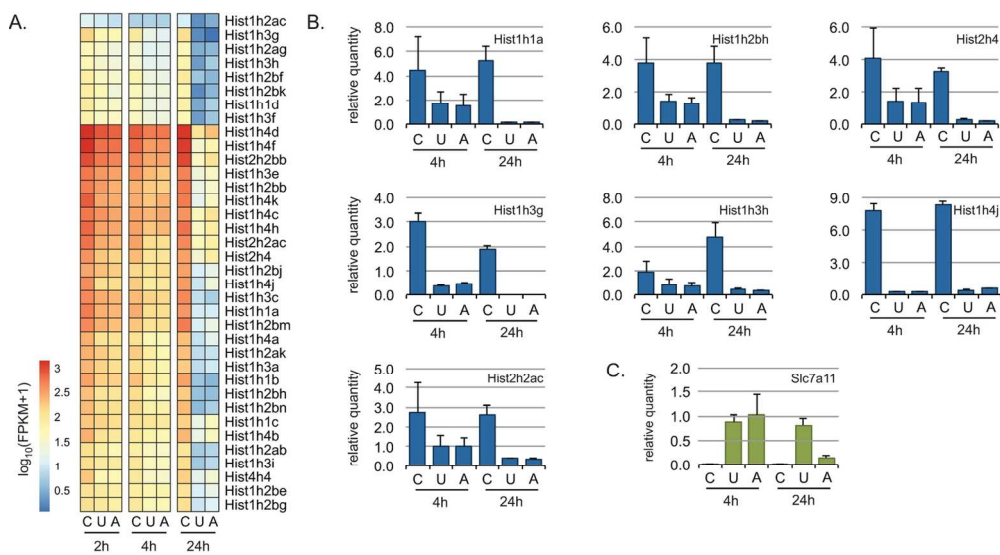 A.
Hist1h2ac
Hist1h3g
Hist1h2ag
Hist1h3h
Hist1h2bf
Hist1h2bk
Hist1h1d
Hist1h3f
Hist1h4d
Hist1h4f
Hist2h2bb
Hist1h3e
Hist1h2bb
Hist1h4k
Hist1h4c
Hist1h4h
Hist2h2ac
Hist2h4
Hist1h2bj
Hist1h4j
Hist1h3c
Hist1h1a
Hist1h2bm
Hist1h4a
Hist1h2ak
Hist1h3a
Hist1h1b
Hist1h2bh
Hist1h2bn
Hist1h1c
Hist1h4b
Hist1h2ab
Hist1h3i
Hist4h4
Hist1h2be
Hist1h2bg
log10(FPKM+1)
3
2.5
2
1.5
1
0.5
C U A C U A C U A
2h 4h 24h
B.
relative quantity
8.0
6.0
4.0
2.0
0.0
Hist1h1a
C U A C U A
4h 24h
6.0
4.0
2.0
0.0
Hist1h2bh
C U A C U A
4h 24h
6.0
4.0
2.0
0.0
Hist2h4
C U A C U A
4h 24h
relative quantity
4.0
3.0
2.0
1.0
0.0
Hist1h3g
C U A C U A
4h 24h
8.0
6.0
4.0
2.0
0.0
Hist1h3h
C U A C U A
4h 24h
9.0
6.0
3.0
0.0
Hist1h4j
C U A C U A
4h 24h
relative quantity
5.0
4.0
3.0
2.0
1.0
0.0
Hist2h2ac
C U A C U A
4h 24h
C.
relative quantity
2.0
1.5
1.0
0.5
0.0
Slc7a11
C U A C U A
4h 24h